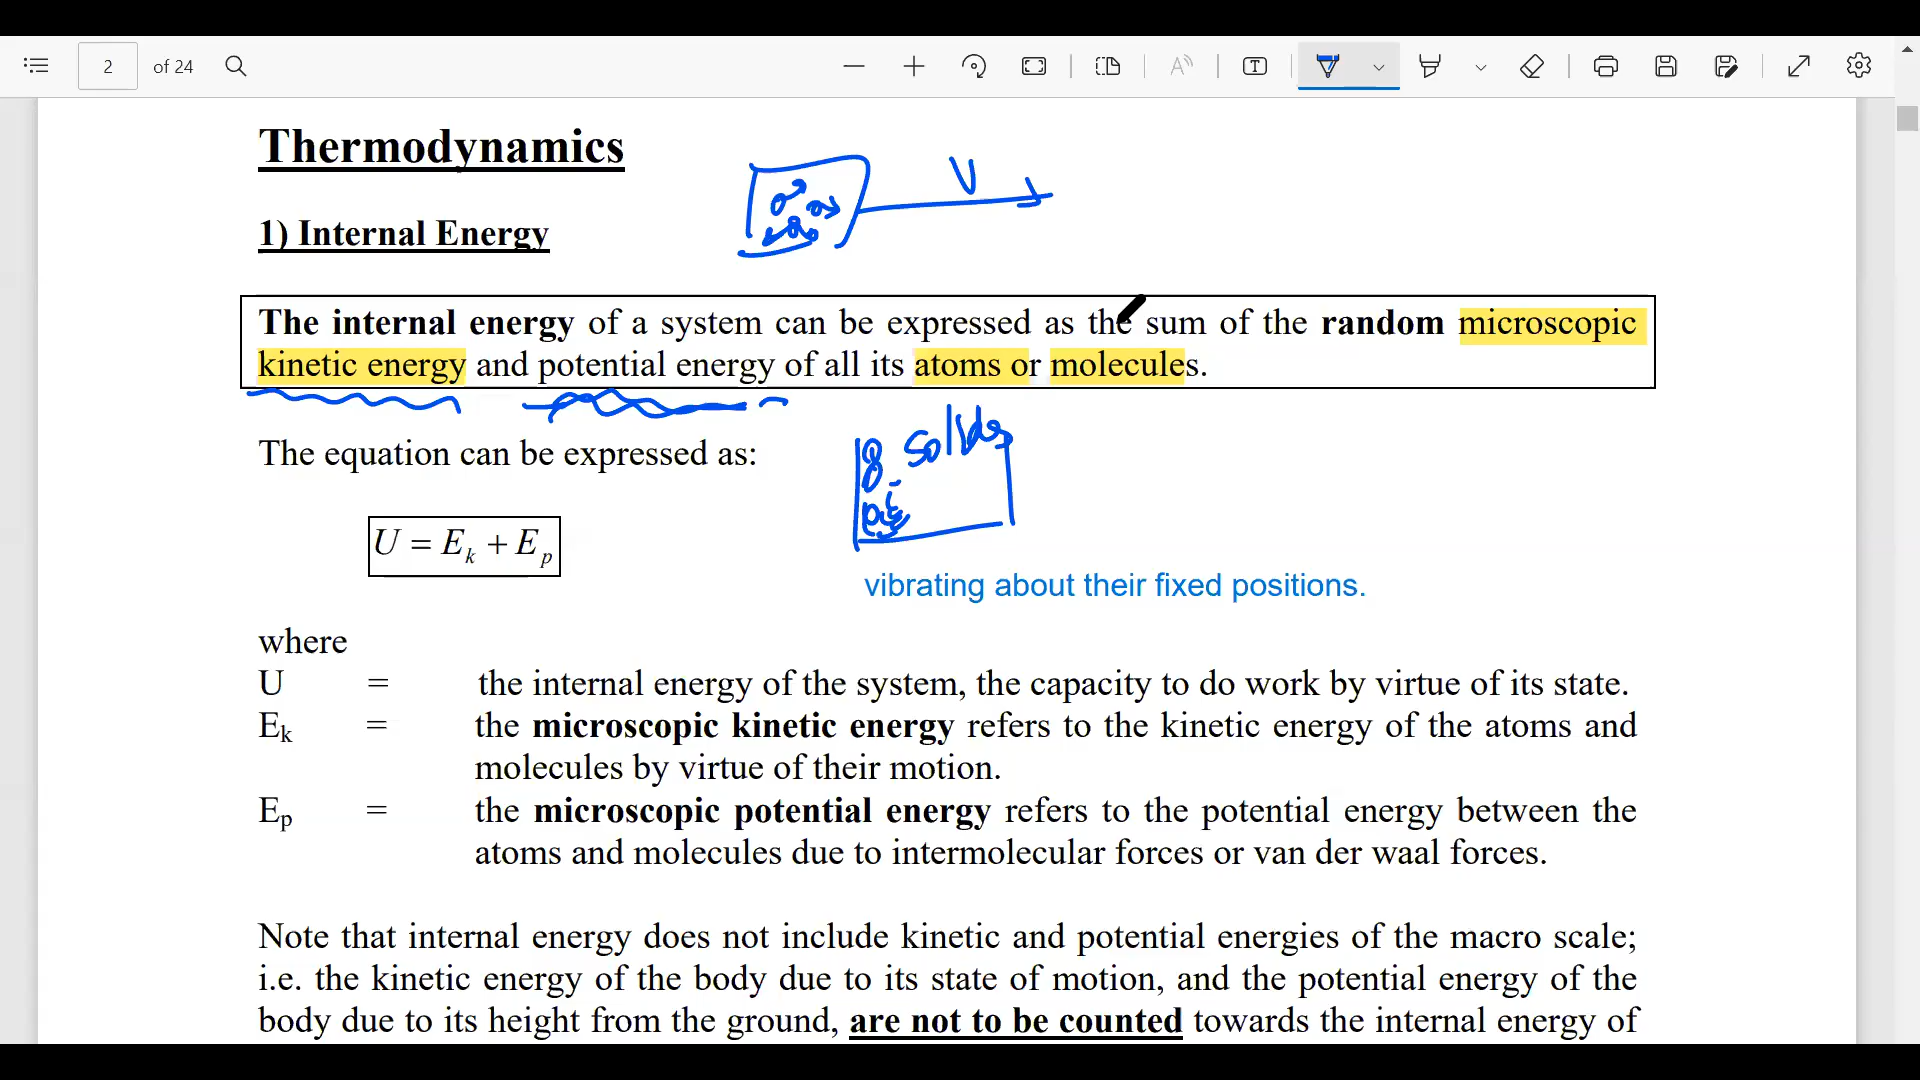 2 of 24
Thermodynamics
V
1) Internal Energy
The internal energy of a system can be expressed as the sum of the random microscopic
kinetic energy and potential energy of all its atoms or molecules.
solids
The equation can be expressed as:
U = Ek + Ep
vibrating about their fixed positions.
where
U = the internal energy of the system, the capacity to do work by virtue of its state.
Ek = the microscopic kinetic energy refers to the kinetic energy of the atoms and
molecules by virtue of their motion.
Ep = the microscopic potential energy refers to the potential energy between the
atoms and molecules due to intermolecular forces or van der waal forces.
Note that internal energy does not include kinetic and potential energies of the macro scale;
i.e. the kinetic energy of the body due to its state of motion, and the potential energy of the
body due to its height from the ground, are not to be counted towards the internal energy of